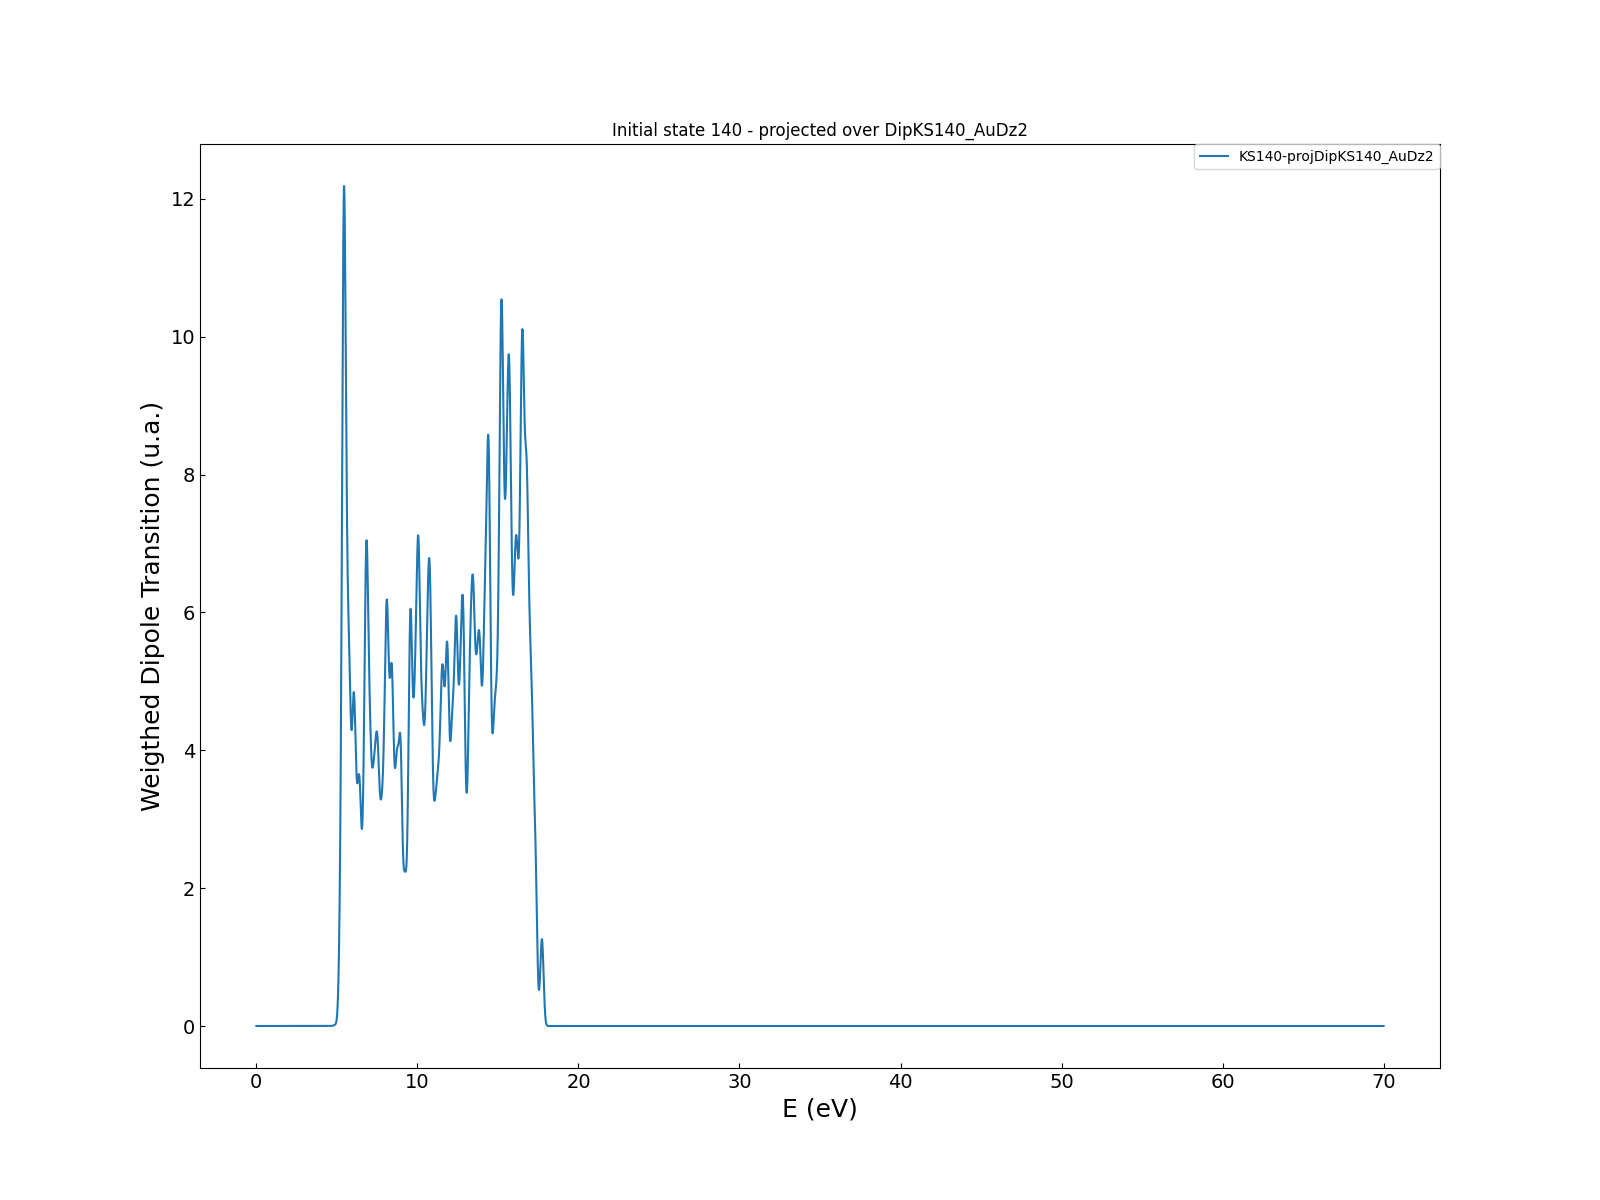 Initial state 140 - projected over DipKS140_AuDz2
KS140-projDipKS140_AuDz2
12
10
8
6
4
2
0
Weigthed Dipole Transition (u.a.)
0 10 20 30 40 50 60 70
E (eV)